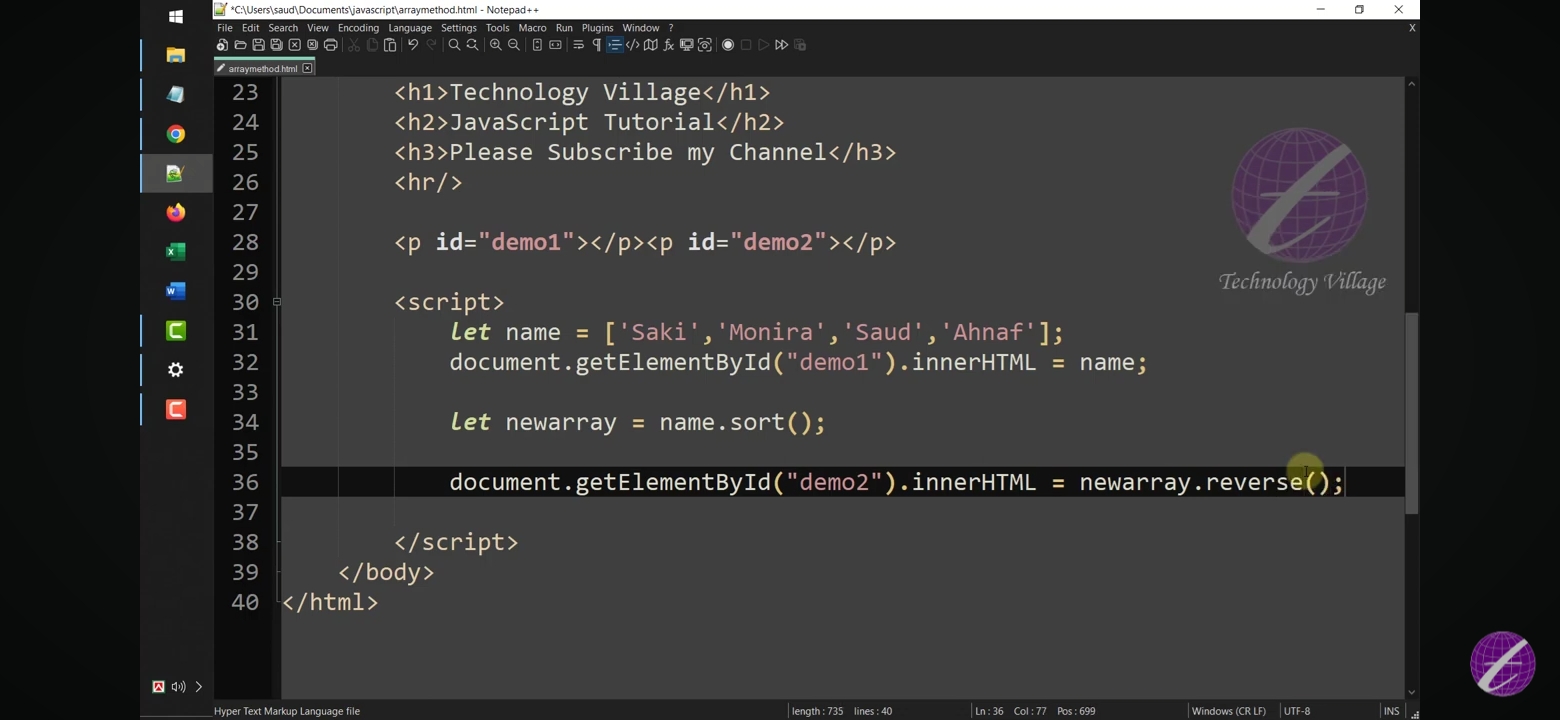 *C:\Users\saud\Documents\javascript\arraymethod.html - Notepad++
File Edit Search View Encoding Language Settings Tools Macro Run Plugins Window ? X
arraymethod.html
23 <h1>Technology Village</h1>
24 <h2>JavaScript Tutorial</h2>
25 <h3>Please Subscribe my Channel</h3>
26 <hr/>
27
28 <p id="demo1"></p><p id="demo2"></p>
29
30 <script>
31 let name = ['Saki','Monira','Saud','Ahnaf'];
32 document.getElementById("demo1").innerHTML = name;
33
34 let newarray = name.sort();
35
36 document.getElementById("demo2").innerHTML = newarray.reverse();
37
38 </script>
39 </body>
40 </html>
Technology Village
Hyper Text Markup Language file length : 735 lines : 40 Ln : 36 Col : 77 Pos : 699 Windows (CR LF) UTF-8 INS